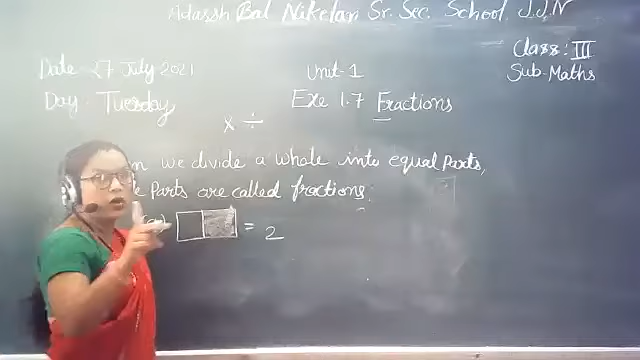 Adarsh Bal Niketan Sr. Sec. School J.J.N
Class: III
Sub-Maths
Date 27 July 2021
Unit-1
Day: Tuesday
Exe 1.7 Fractions
× ÷
we divide a whole into equal parts,
Parts are called fractions.
= 2